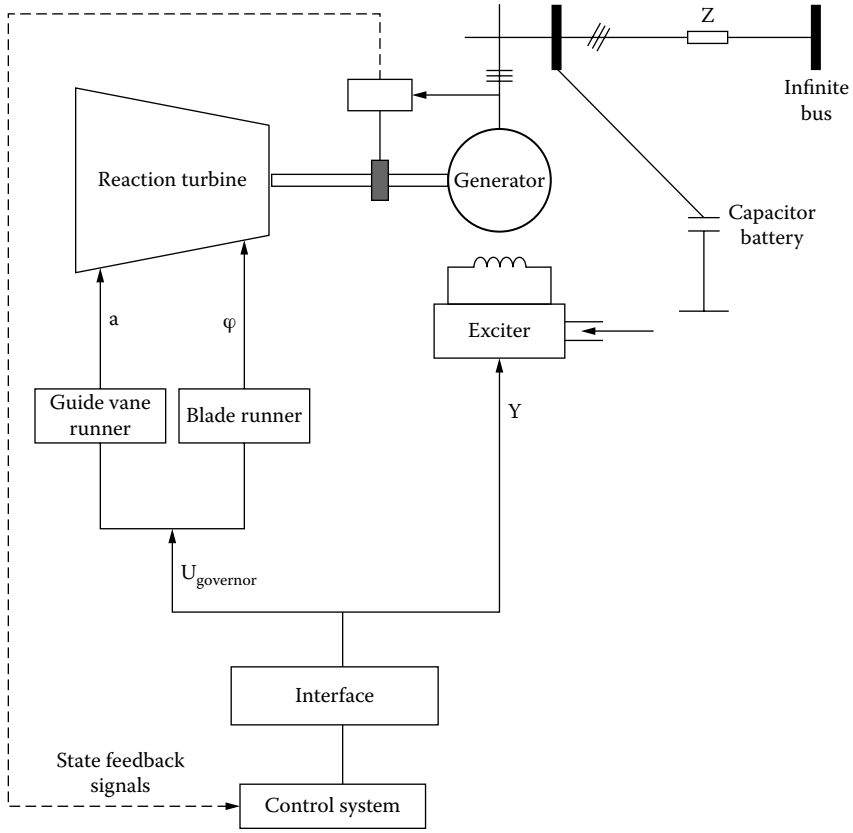 Z
Infinite
bus
Reaction turbine
Generator
Capacitor
battery
a
φ
Exciter
Guide vane
runner
Blade runner
Y
U_governor
Interface
State feedback
signals
Control system